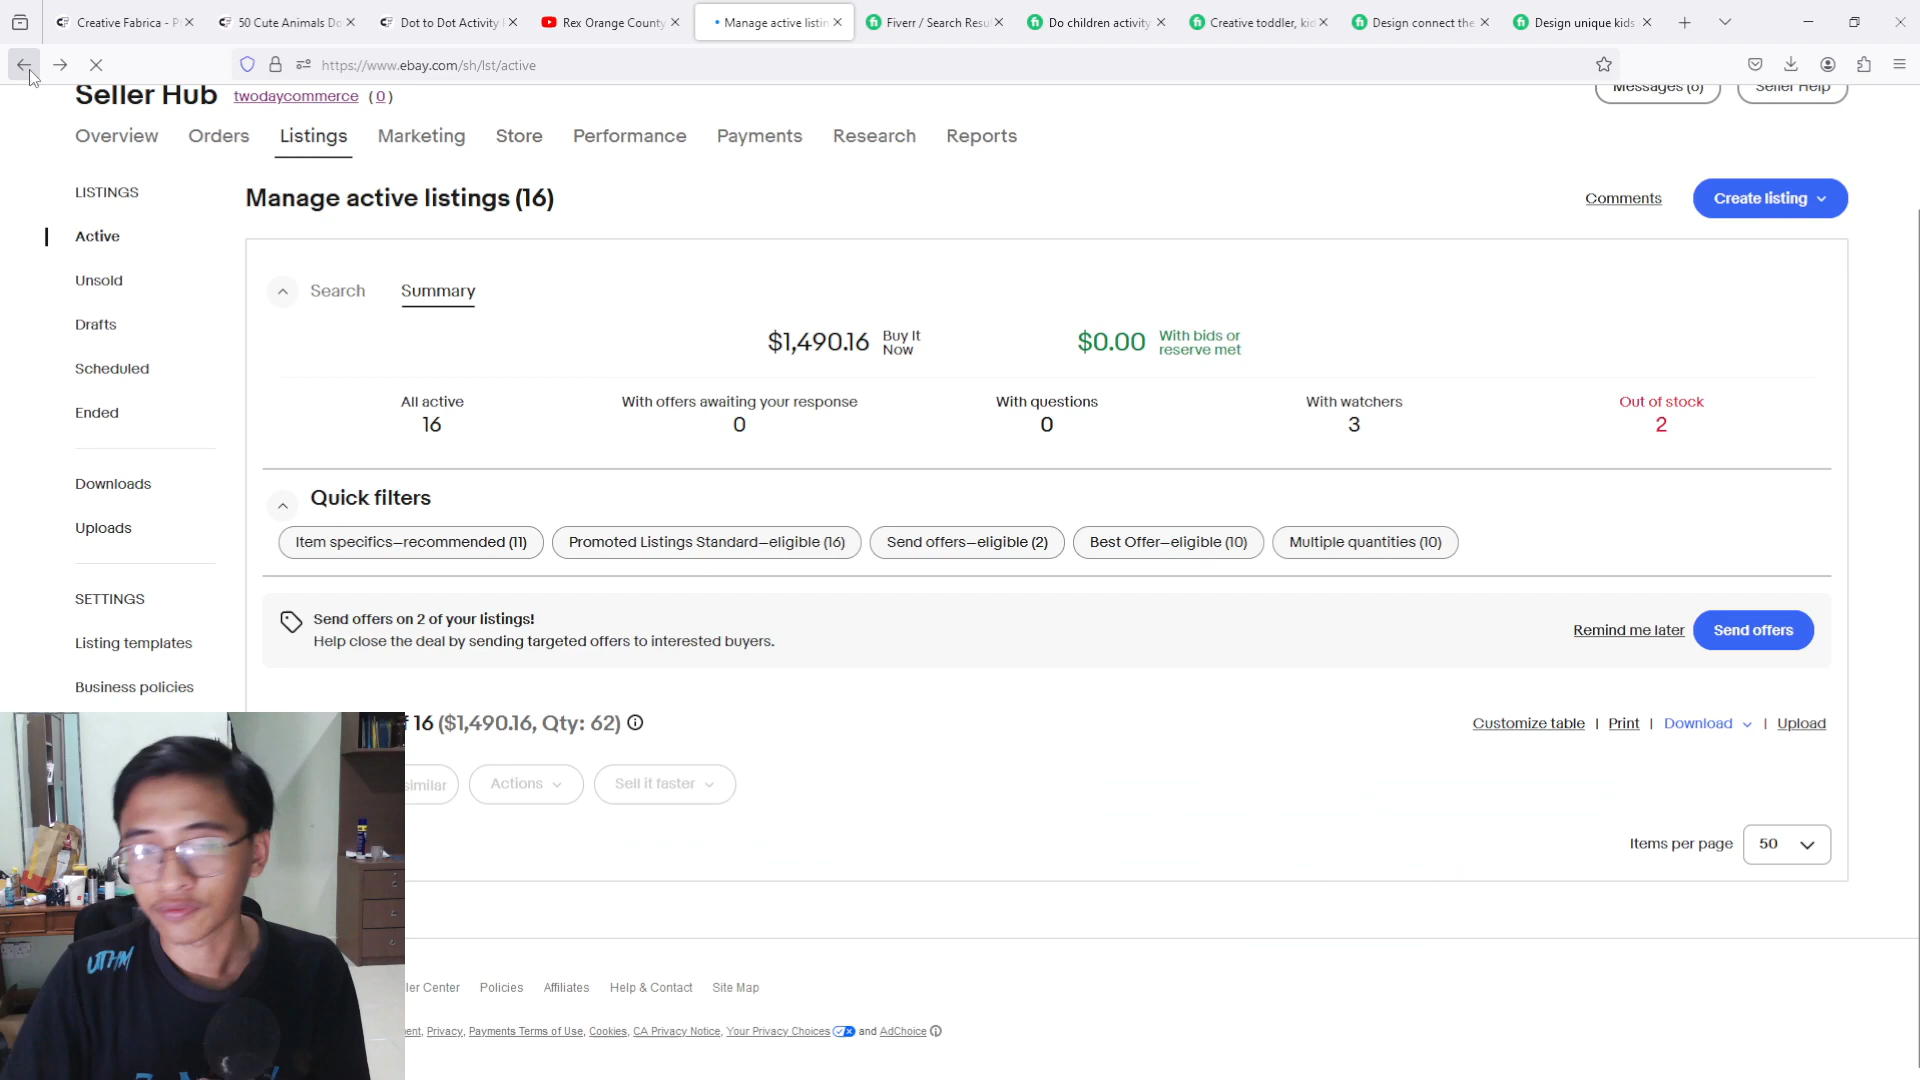 Creative Fabrica - P
50 Cute Animals Do
Dot to Dot Activity
Rex Orange County
Manage active listin
Fiverr / Search Resu
Do children activity
Creative toddler, kid
Design connect the
Design unique kids
https://www.ebay.com/sh/lst/active
Seller Hub twodaycommerce (0)
Messages (6) Seller Help
Overview Orders Listings Marketing Store Performance Payments Research Reports
LISTINGS
Active
Unsold
Drafts
Scheduled
Ended
Downloads
Uploads
SETTINGS
Listing templates
Business policies
Manage active listings (16)
Comments Create listing
Search Summary
$1,490.16 Buy It
Now
$0.00 With bids or
reserve met
All active
16
With offers awaiting your response
0
With questions
0
With watchers
3
Out of stock
2
Quick filters
Item specifics–recommended (11) Promoted Listings Standard–eligible (16) Send offers–eligible (2) Best Offer–eligible (10) Multiple quantities (10)
Send offers on 2 of your listings!
Help close the deal by sending targeted offers to interested buyers.
Remind me later Send offers
16 ($1,490.16, Qty: 62)
Customize table | Print | Download | Upload
similar Actions Sell it faster
Items per page 50
ler Center Policies Affiliates Help & Contact Site Map
ent, Privacy, Payments Terms of Use, Cookies, CA Privacy Notice, Your Privacy Choices and AdChoice
UTHM